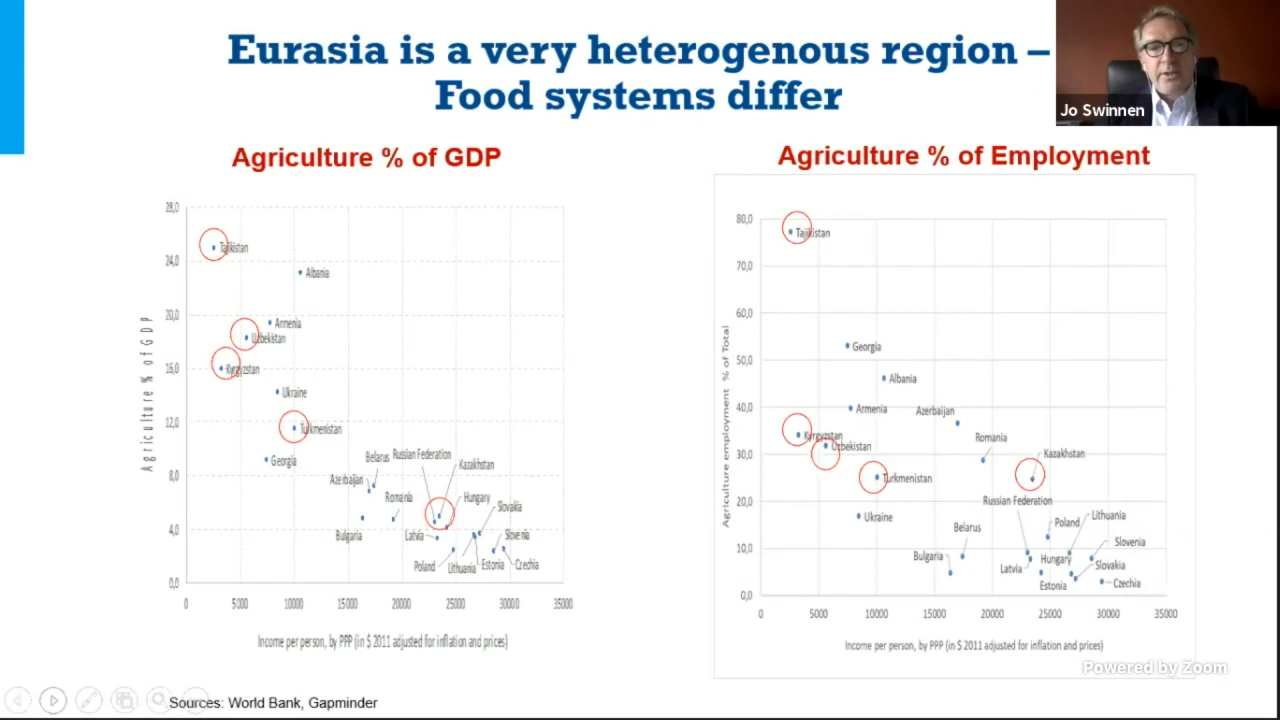 Eurasia is a very heterogenous region –
Food systems differ
Jo Swinnen
Agriculture % of GDP
Agriculture % of GDP
28,0
24,0
20,0
16,0
12,0
8,0
4,0
0,0
0
5000
10000
15000
20000
25000
30000
35000
Tajikistan
Albania
Armenia
Uzbekistan
Kyrgyzstan
Ukraine
Turkmenistan
Georgia
Belarus
Russian Federation
Kazakhstan
Azerbaijan
Romania
Hungary
Slovakia
Bulgaria
Latvia
Slovenia
Poland
Lithuania
Estonia
Czechia
Income per person, by PPP (in $ 2011 adjusted for inflation and prices)
Agriculture % of Employment
Agriculture employment % of Total
80,0
70,0
60,0
50,0
40,0
30,0
20,0
10,0
0,0
0
5000
10000
15000
20000
25000
30000
35000
Tajikistan
Georgia
Albania
Armenia
Azerbaijan
Kyrgyzstan
Uzbekistan
Romania
Kazakhstan
Turkmenistan
Russian Federation
Ukraine
Poland
Lithuania
Belarus
Bulgaria
Slovenia
Latvia
Hungary
Slovakia
Estonia
Czechia
Income per person, by PPP (in $ 2011 adjusted for inflation and prices)
Powered by Zoom
Sources: World Bank, Gapminder